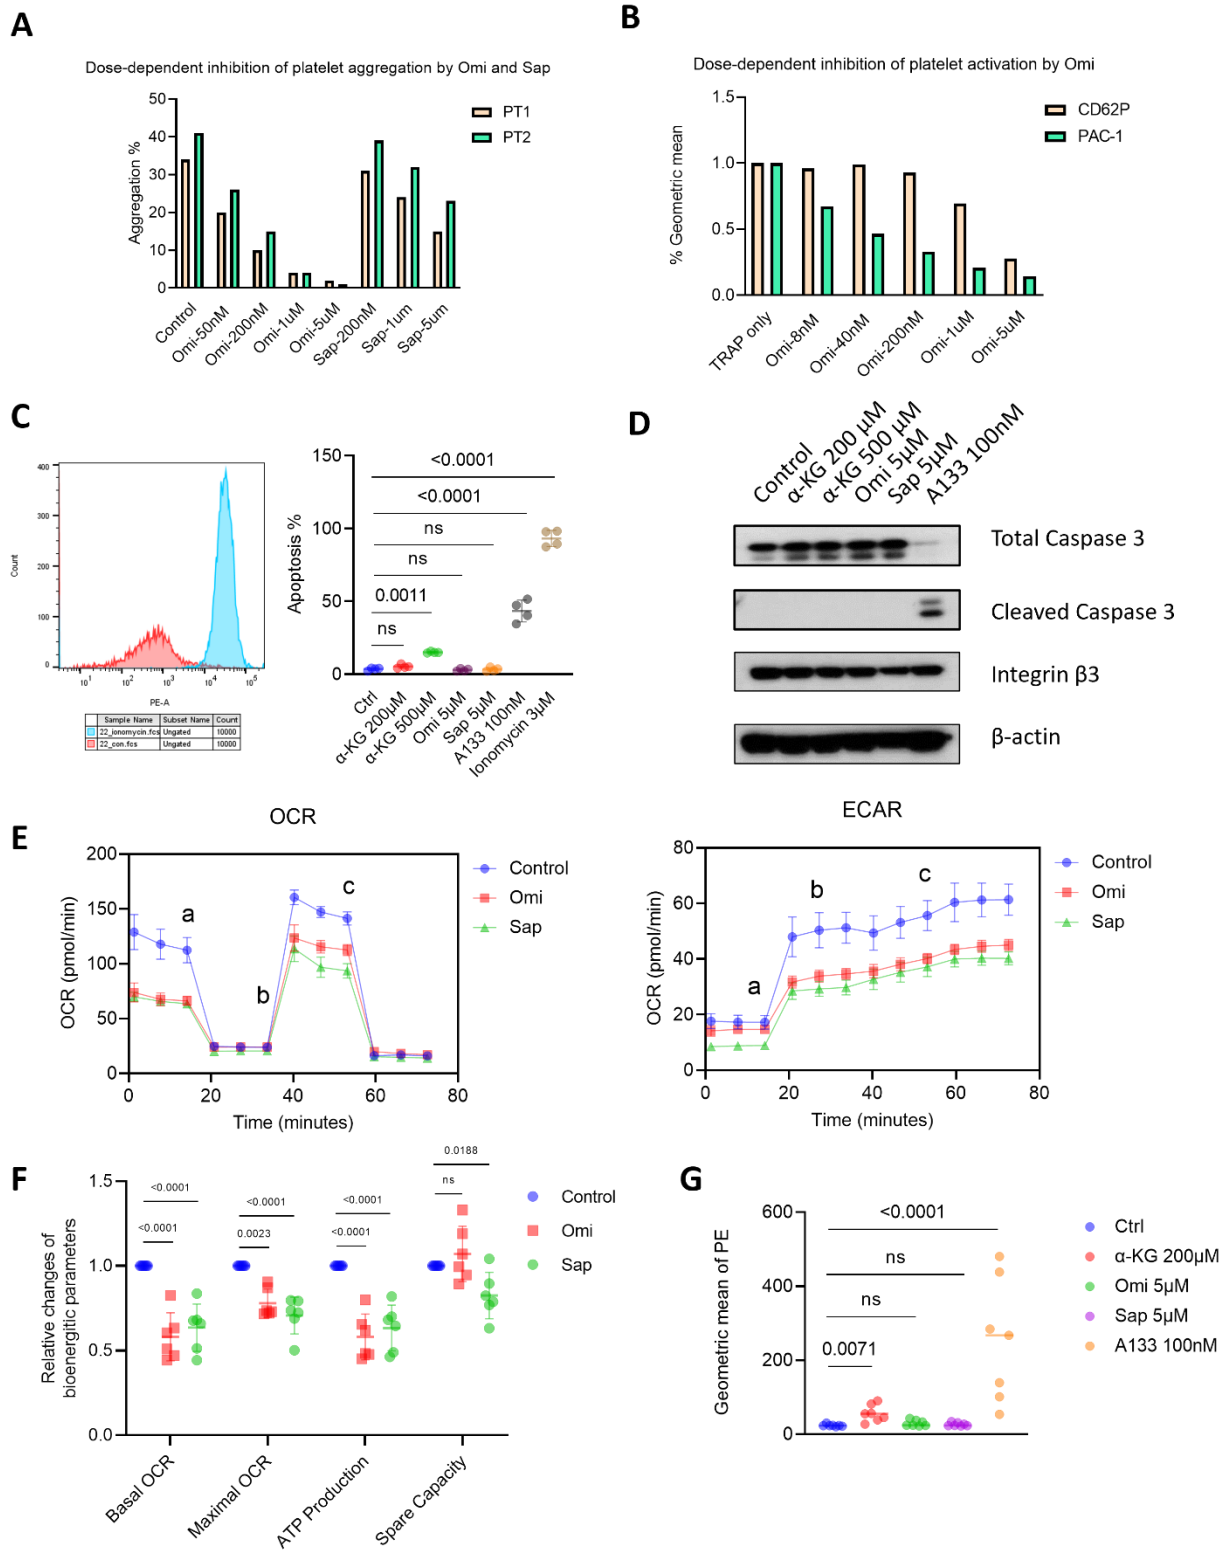 A
Dose-dependent inhibition of platelet aggregation by Omi and Sap
Aggregation %
50
40
30
20
10
0
PT1
PT2
Control
Omi-50nM
Omi-200nM
Omi-1uM
Omi-5uM
Sap-200nM
Sap-1um
Sap-5um
B
Dose-dependent inhibition of platelet activation by Omi
% Geometric mean
1.5
1.0
0.5
0.0
CD62P
PAC-1
TRAP only
Omi-8nM
Omi-40nM
Omi-200nM
Omi-1uM
Omi-5uM
C
Count
400
300
200
100
0
10¹ 10² 10³ 10⁴ 10⁵
PE-A
Sample Name Subset Name Count
22_ionomycin.fcs Ungated 10000
22_con.fcs Ungated 10000
Apoptosis %
150
100
50
0
<0.0001
<0.0001
ns
ns
0.0011
ns
Ctrl
α-KG 200µM
α-KG 500µM
Omi 5µM
Sap 5µM
A133 100nM
Ionomycin 3µM
D
Control
α-KG 200 µM
α-KG 500 µM
Omi 5µM
Sap 5µM
A133 100nM
Total Caspase 3
Cleaved Caspase 3
Integrin β3
β-actin
E
OCR
OCR (pmol/min)
200
150
100
50
0
a
b
c
0 20 40 60 80
Time (minutes)
Control
Omi
Sap
ECAR
OCR (pmol/min)
80
60
40
20
0
a
b
c
0 20 40 60 80
Time (minutes)
Control
Omi
Sap
F
Relative changes of
bioenergitic parameters
1.5
1.0
0.5
0.0
<0.0001
<0.0001
<0.0001
0.0023
<0.0001
<0.0001
0.0188
ns
Control
Omi
Sap
Basal OCR
Maximal OCR
ATP Production
Spare Capacity
G
Geometric mean of PE
600
400
200
0
<0.0001
ns
ns
0.0071
Ctrl
α-KG 200µM
Omi 5µM
Sap 5µM
A133 100nM